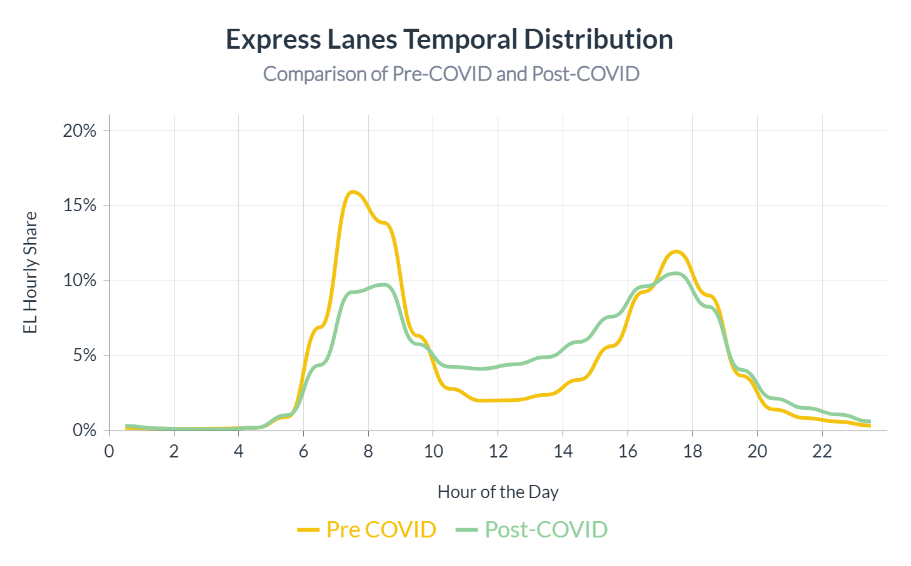 Express Lanes Temporal Distribution
Comparison of Pre-COVID and Post-COVID
20%
15%
10%
5%
0%
EL Hourly Share
0 2 4 6 8 10 12 14 16 18 20 22
Hour of the Day
Pre COVID Post-COVID